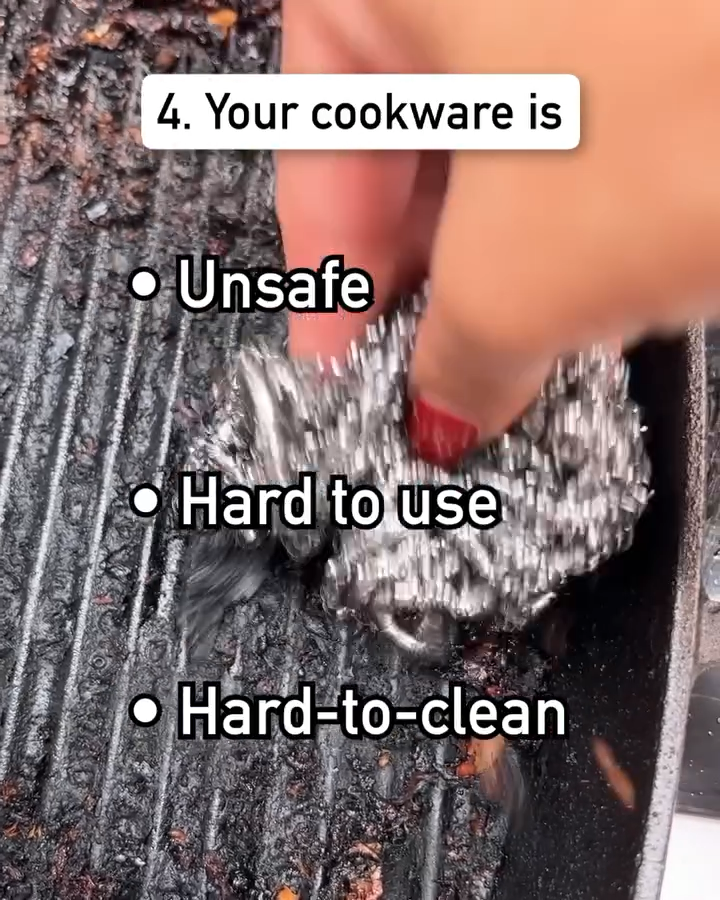 4. Your cookware is
• Unsafe
• Hard to use
• Hard-to-clean